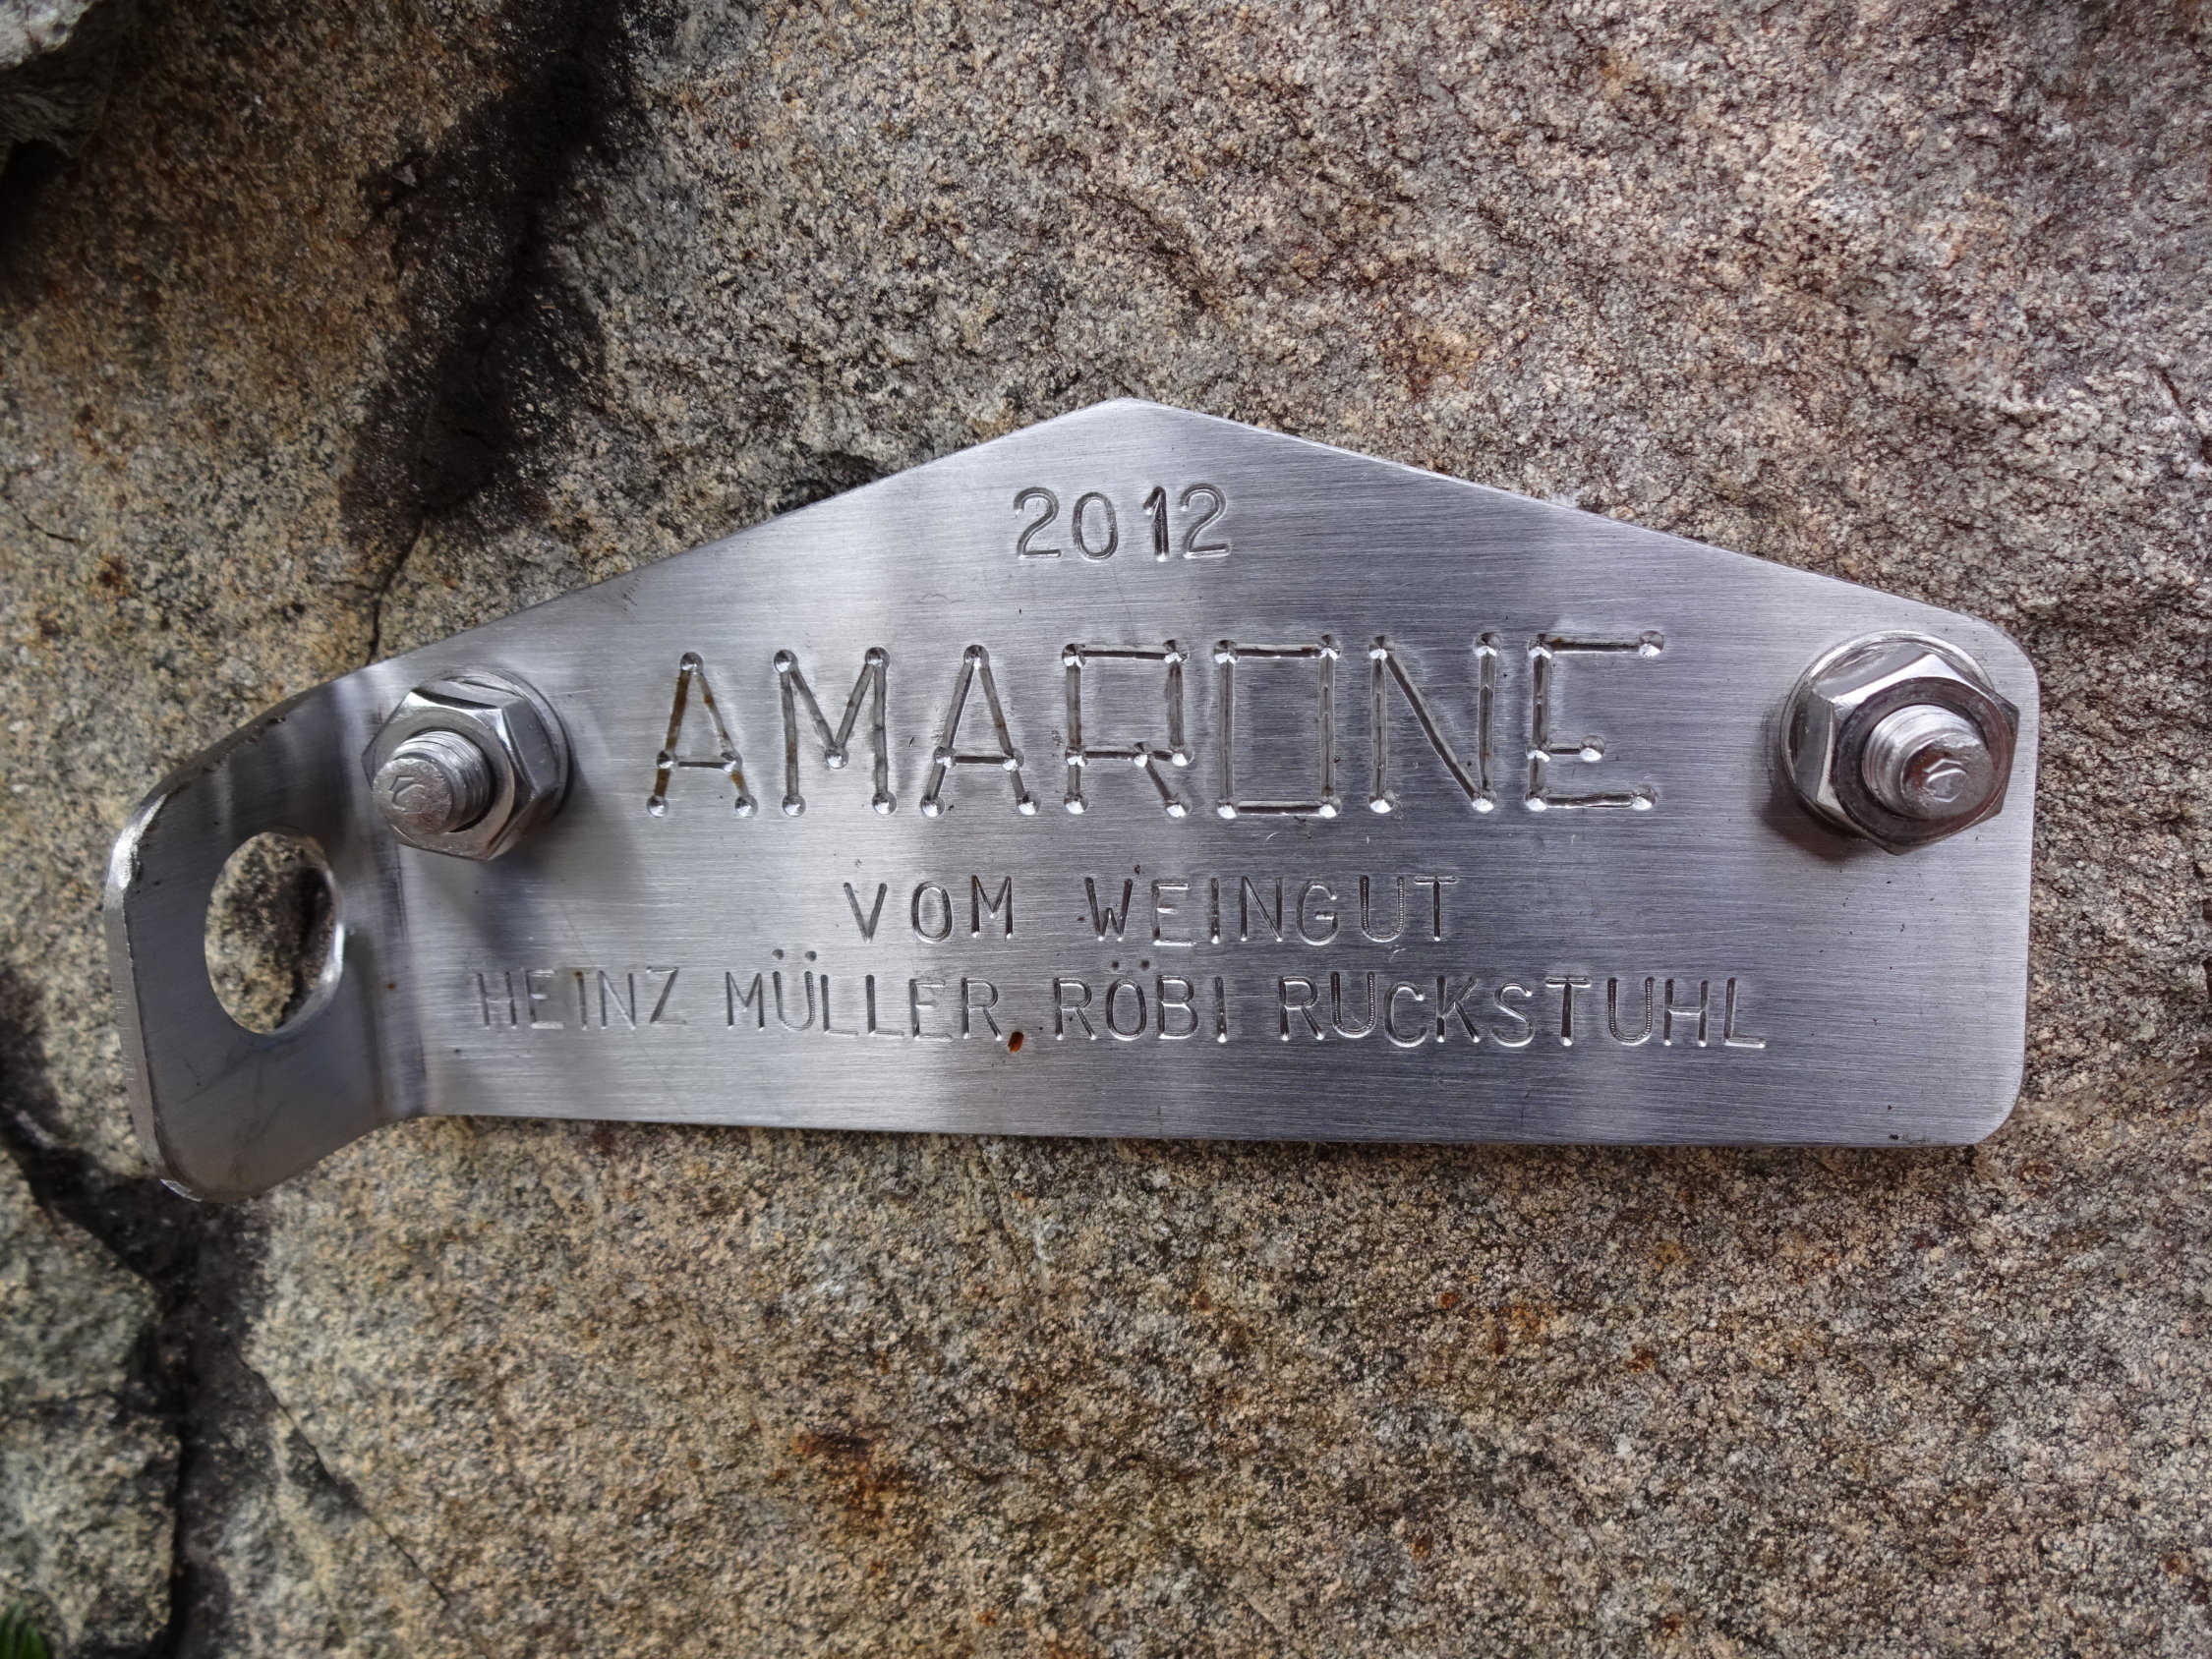 2012
AMARONE
VOM WEINGUT
HEINZ MÜLLER RÖBI RUCKSTUHL